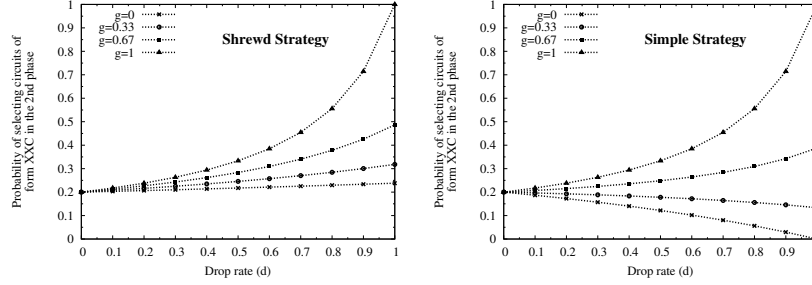 Probability of selecting circuits of
form XXC in the 2nd phase
1
0.9
0.8
0.7
0.6
0.5
0.4
0.3
0.2
0.1
0
g=0
g=0.33
g=0.67
g=1
Shrewd Strategy
0 0.1 0.2 0.3 0.4 0.5 0.6 0.7 0.8 0.9 1
Drop rate (d)
Probability of selecting circuits of
form XXC in the 2nd phase
1
0.9
0.8
0.7
0.6
0.5
0.4
0.3
0.2
0.1
0
g=0
g=0.33
g=0.67
g=1
Simple Strategy
0 0.1 0.2 0.3 0.4 0.5 0.6 0.7 0.8 0.9
Drop rate (d)